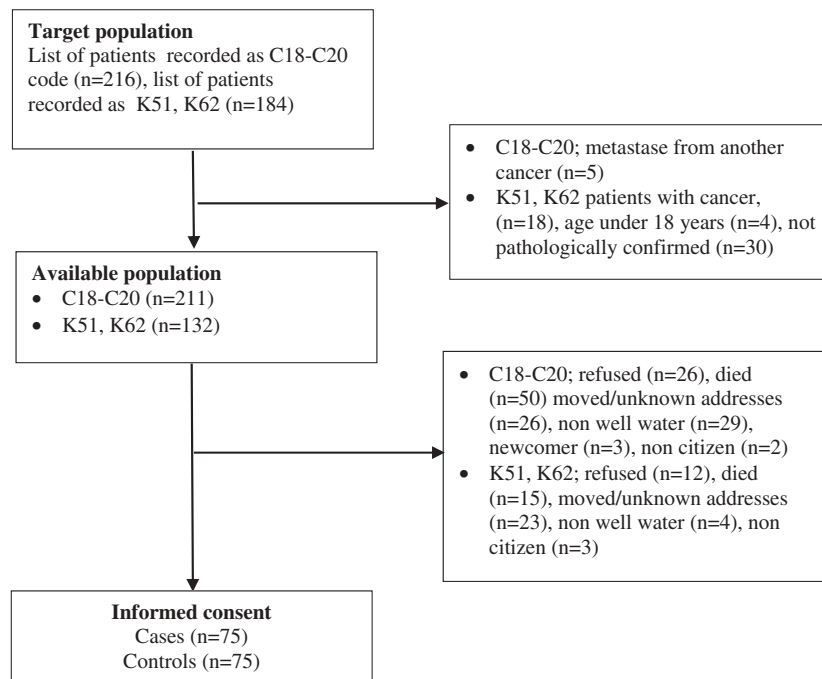 Target population
List of patients recorded as C18-C20
code (n=216), list of patients
recorded as K51, K62 (n=184)
• C18-C20; metastase from another
cancer (n=5)
• K51, K62 patients with cancer,
(n=18), age under 18 years (n=4), not
pathologically confirmed (n=30)
Available population
• C18-C20 (n=211)
• K51, K62 (n=132)
• C18-C20; refused (n=26), died
(n=50) moved/unknown addresses
(n=26), non well water (n=29),
newcomer (n=3), non citizen (n=2)
• K51, K62; refused (n=12), died
(n=15), moved/unknown addresses
(n=23), non well water (n=4), non
citizen (n=3)
Informed consent
Cases (n=75)
Controls (n=75)